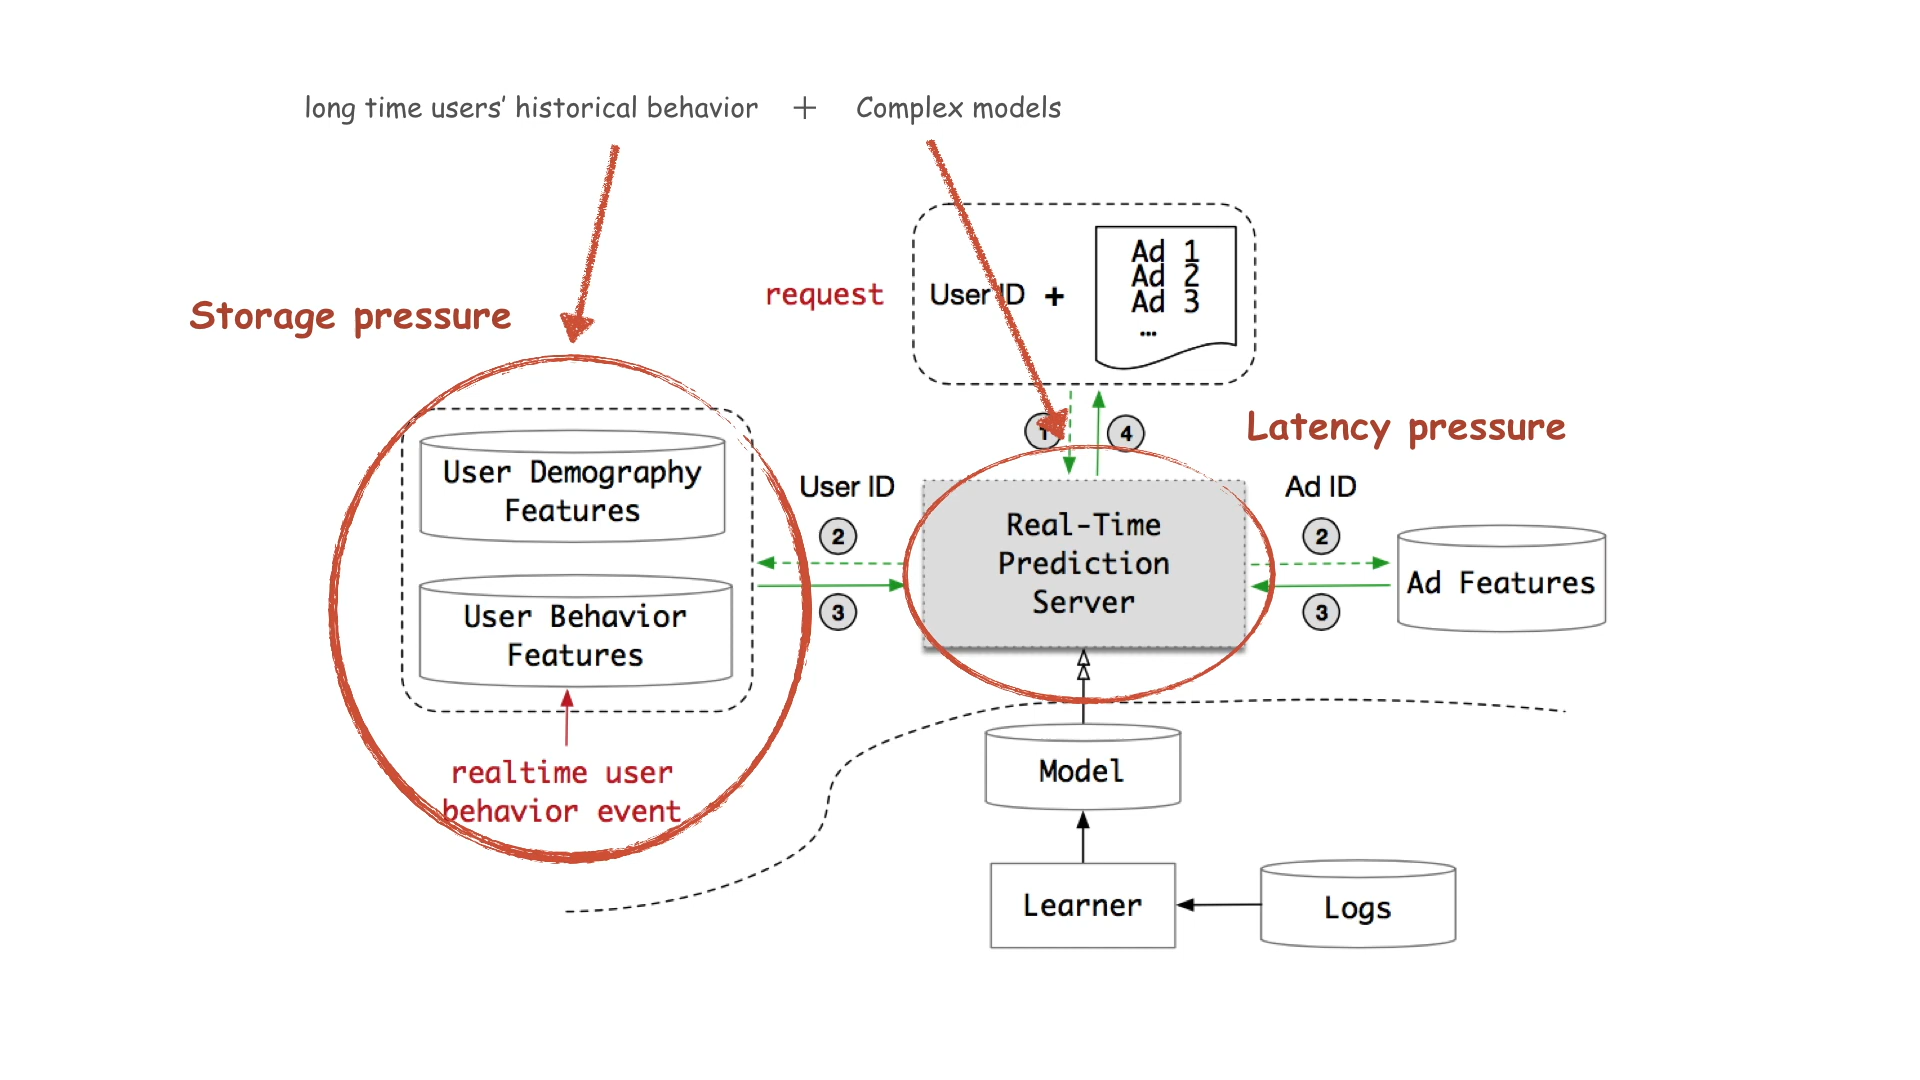 long time users’ historical behavior + Complex models
Storage pressure
request
User ID +
Ad 1
Ad 2
Ad 3
...
1
4
Latency pressure
User Demography
Features
User Behavior
Features
realtime user
behavior event
User ID
2
3
Real-Time
Prediction
Server
Ad ID
2
3
Ad Features
Model
Learner
Logs